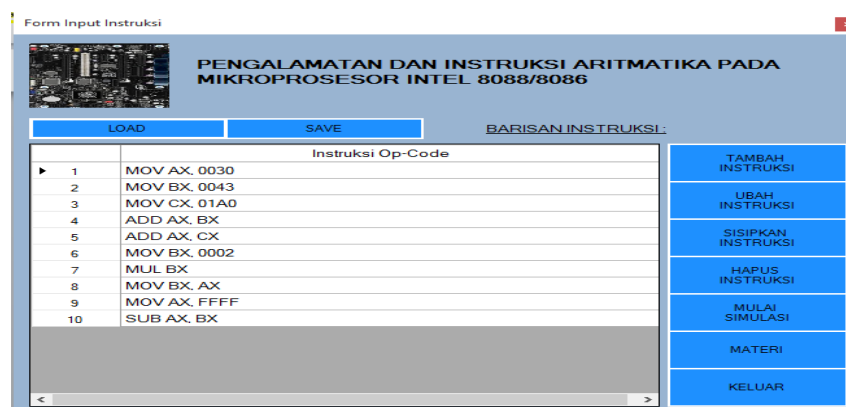 Form Input Instruksi
PENGALAMATAN DAN INSTRUKSI ARITMATIKA PADA
MIKROPROSESOR INTEL 8088/8086
LOAD
SAVE
BARISAN INSTRUKSI :
Instruksi Op-Code
1 MOV AX, 0030
2 MOV BX, 0043
3 MOV CX, 01A0
4 ADD AX, BX
5 ADD AX, CX
6 MOV BX, 0002
7 MUL BX
8 MOV BX, AX
9 MOV AX, FFFF
10 SUB AX, BX
TAMBAH
INSTRUKSI
UBAH
INSTRUKSI
SISIPKAN
INSTRUKSI
HAPUS
INSTRUKSI
MULAI
SIMULASI
MATERI
KELUAR